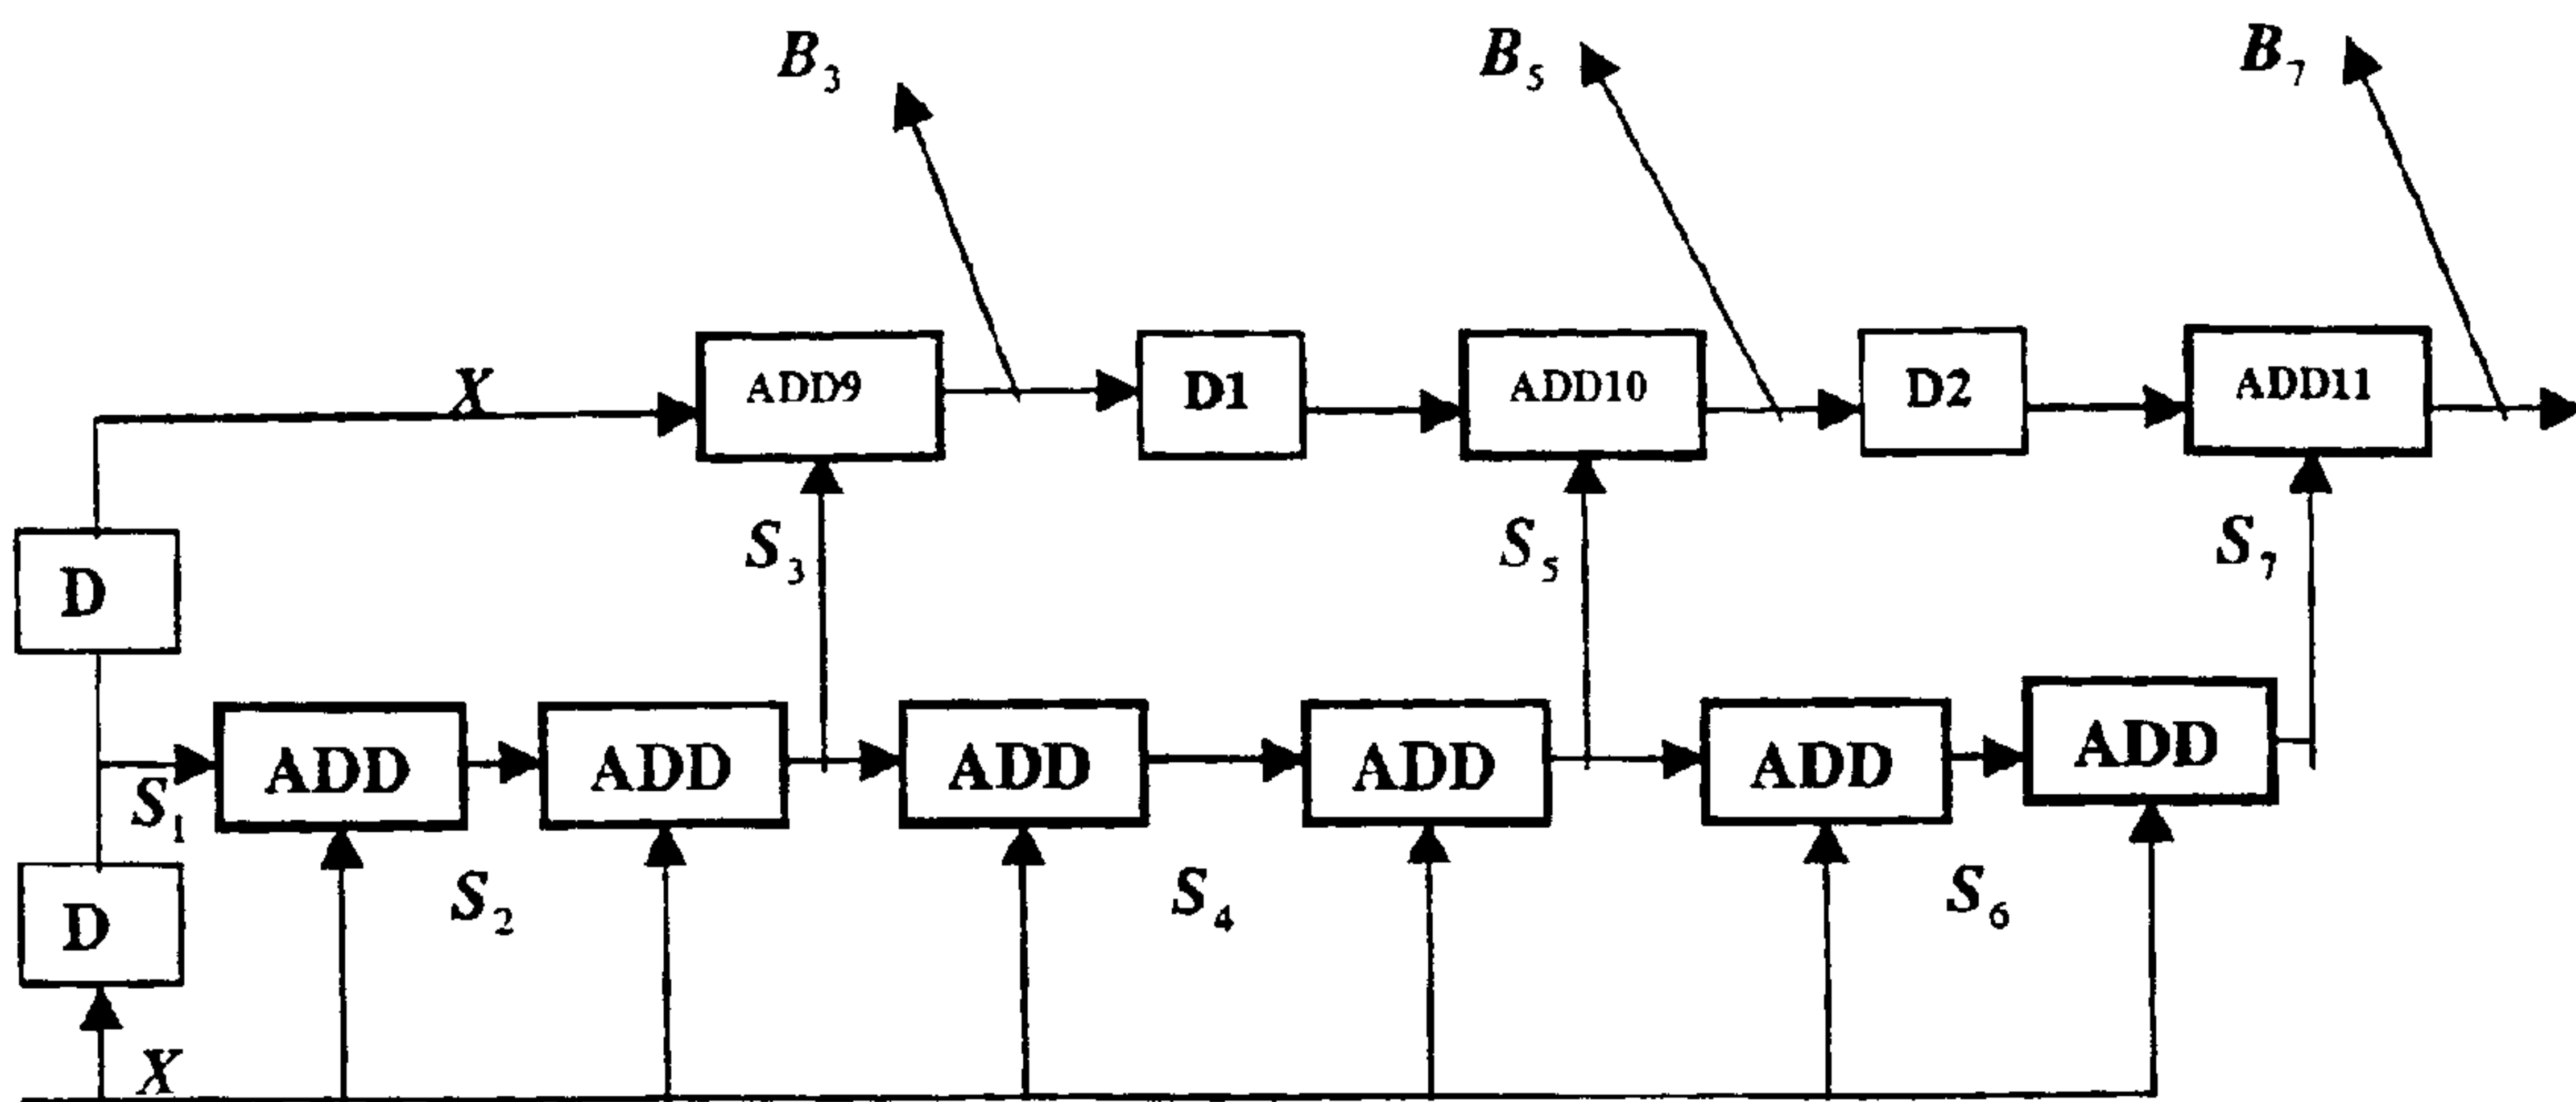 B₃ B₅ B₇
X ADD9 D1 ADD10 D2 ADD11
S₃ S₅ S₇
D
ADD ADD ADD ADD ADD ADD
S₁
D S₂ S₄ S₆
X